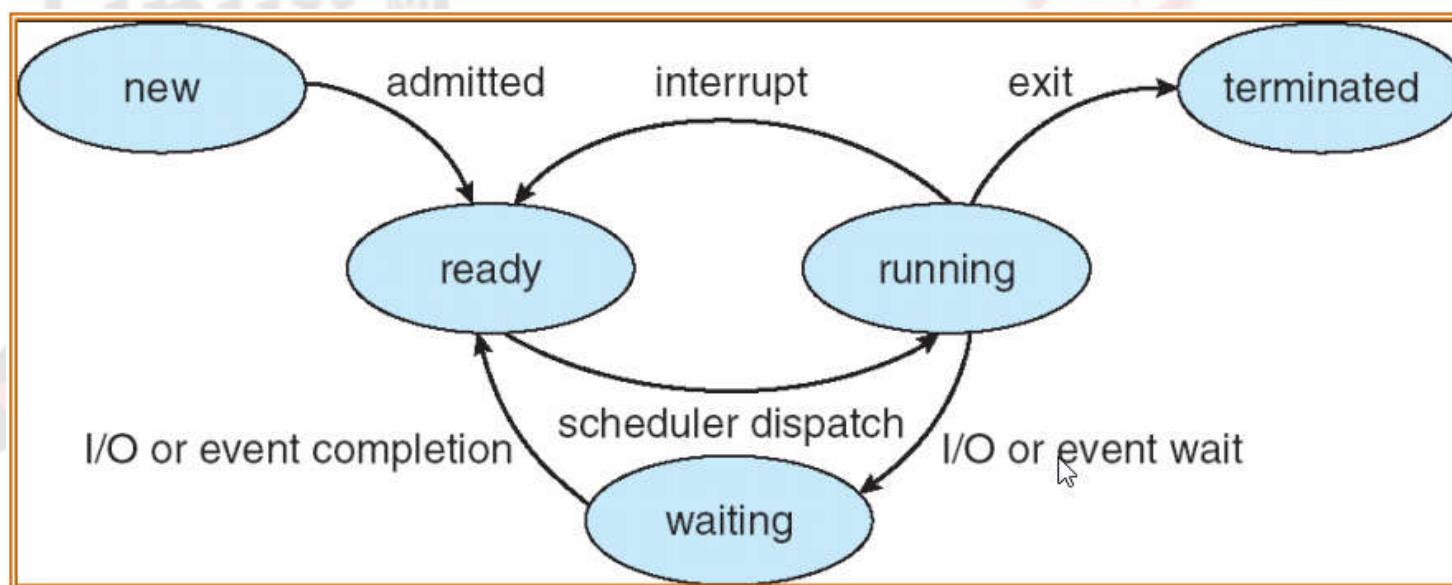 new
admitted
interrupt
exit
terminated
ready
running
scheduler dispatch
I/O or event completion
I/O or event wait
waiting